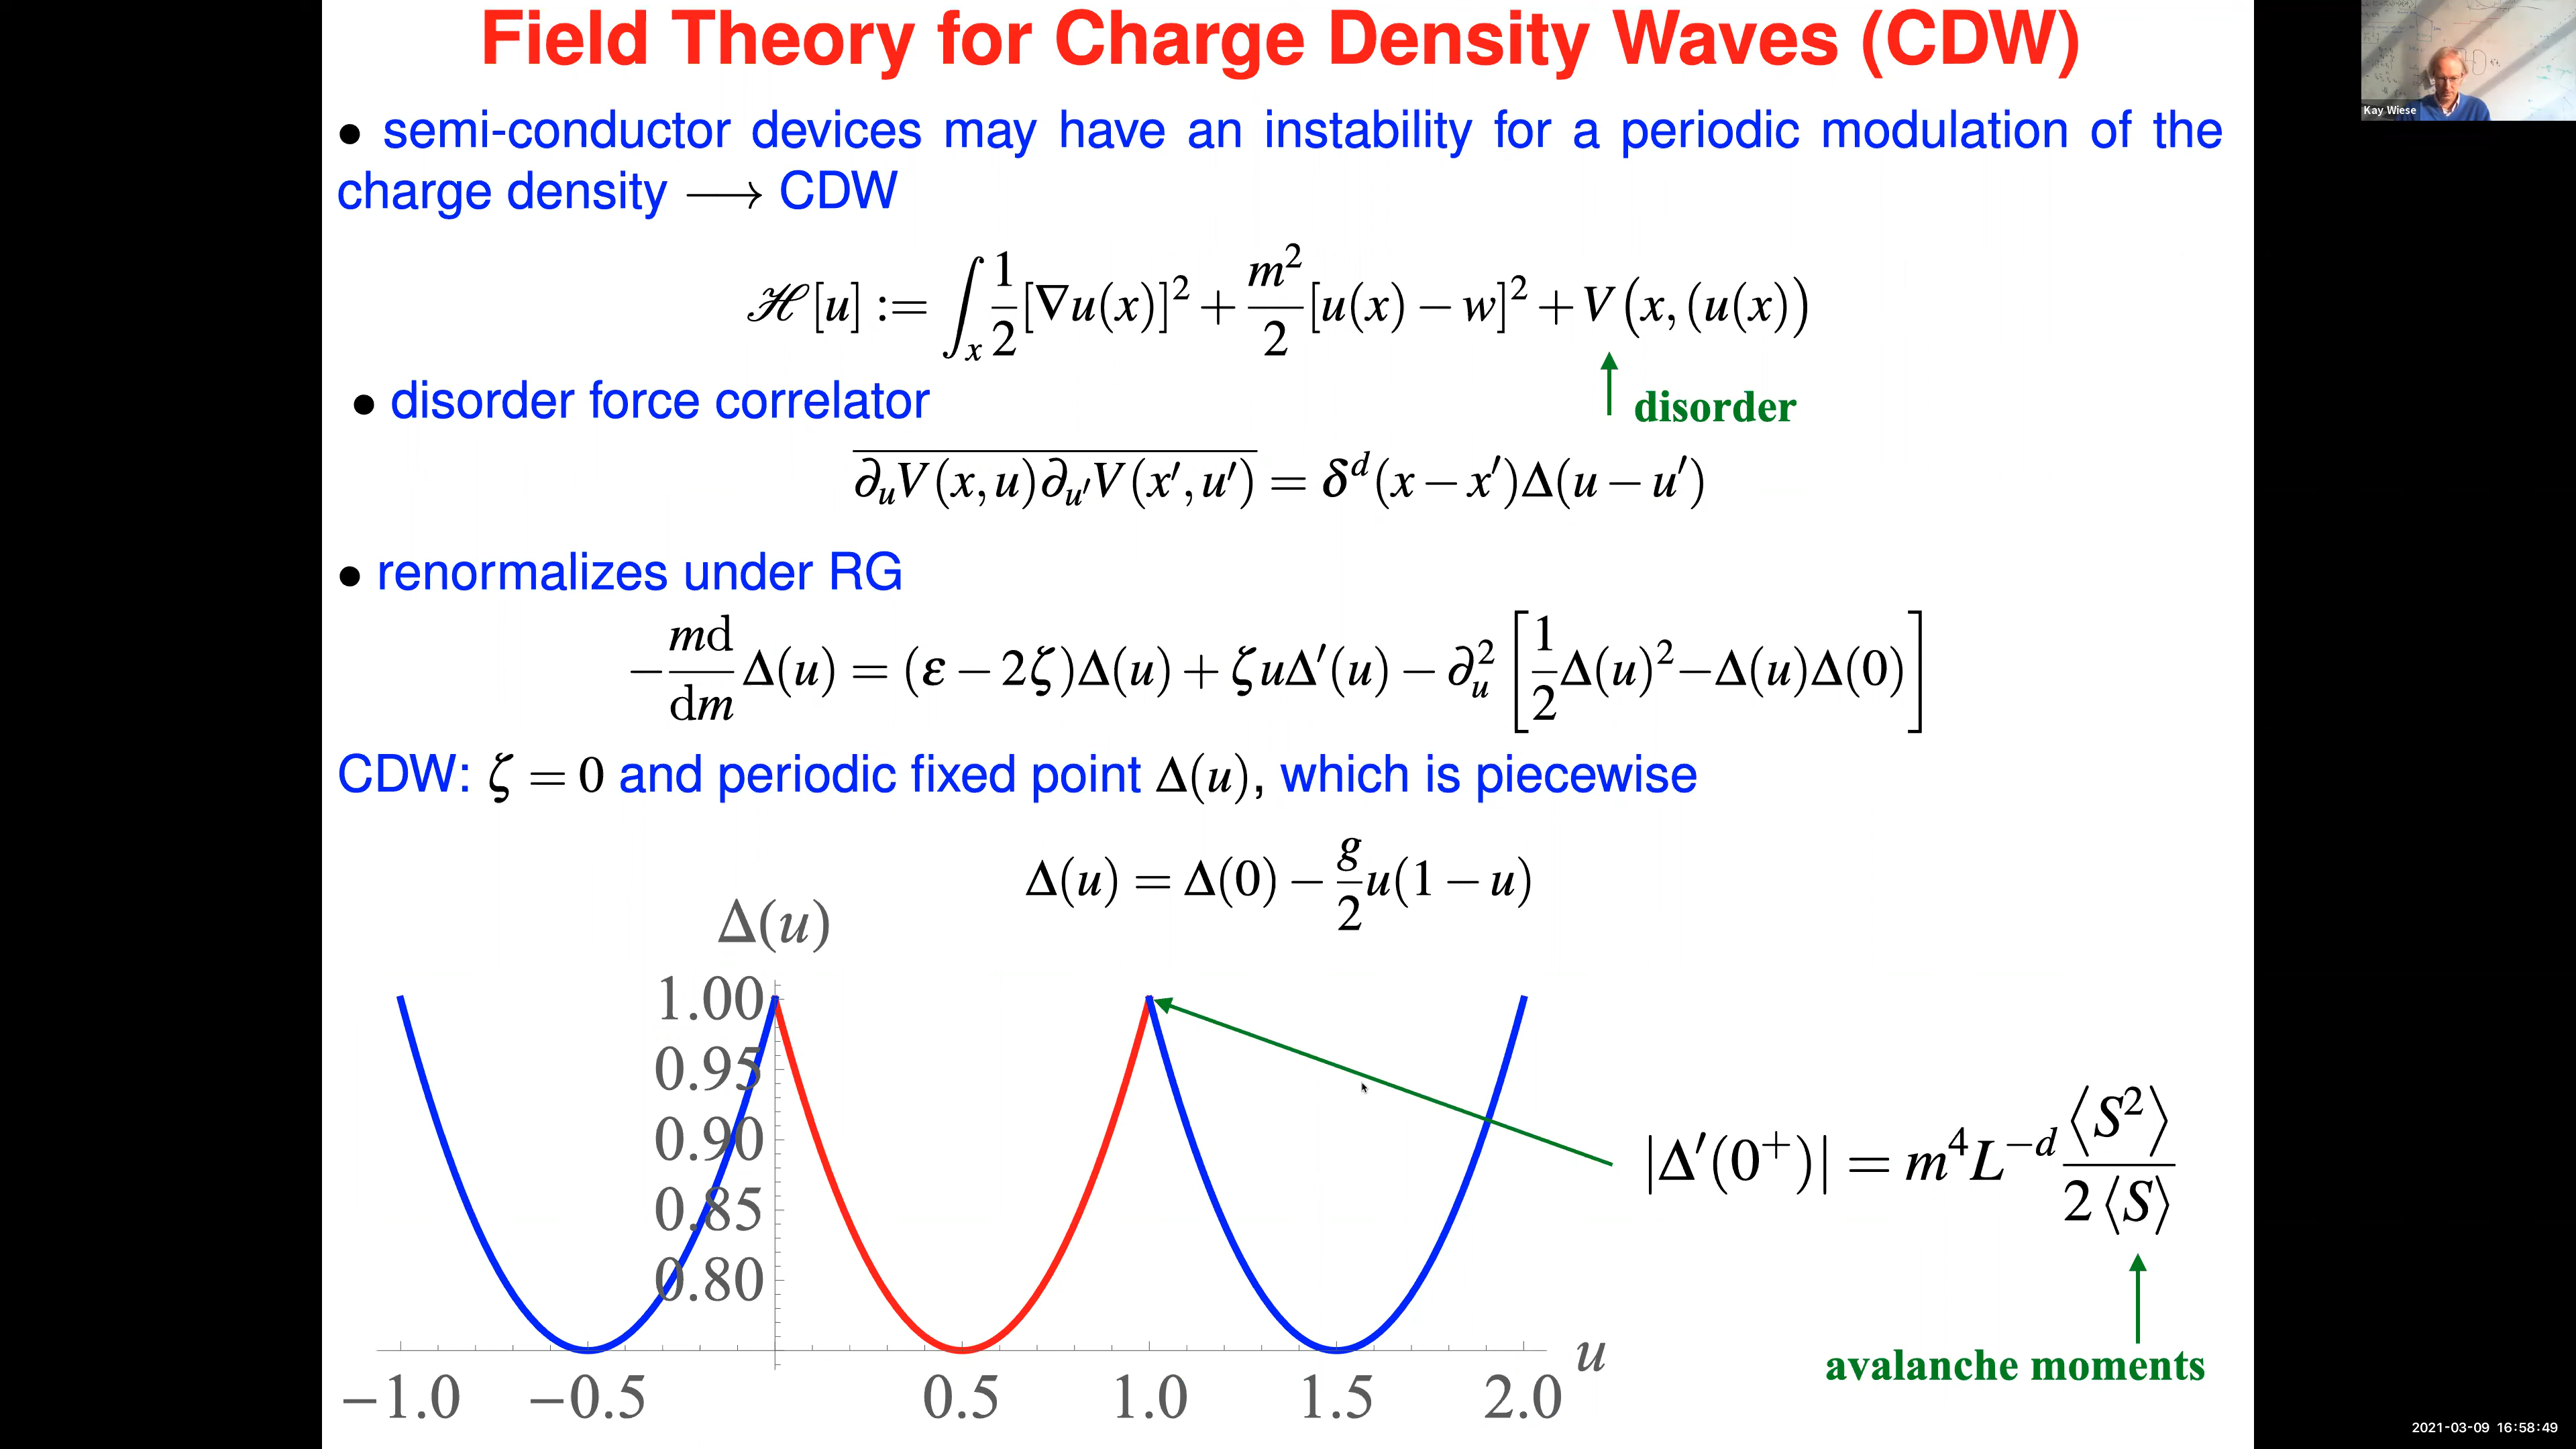 Field Theory for Charge Density Waves (CDW)
Kay Wiese
• semi-conductor devices may have an instability for a periodic modulation of the
charge density ⟶ CDW
ℋ[u] := ∫_x 1/2 [∇u(x)]² + m²/2 [u(x) − w]² + V(x,(u(x))
• disorder force correlator
disorder
\overline{∂_u V(x,u)∂_{u′}V(x′,u′)} = δ^d(x − x′)Δ(u − u′)
• renormalizes under RG
−md/dm Δ(u) = (ε − 2ζ)Δ(u) + ζuΔ′(u) − ∂_u² [1/2 Δ(u)² − Δ(u)Δ(0)]
CDW: ζ = 0 and periodic fixed point Δ(u), which is piecewise
Δ(u) = Δ(0) − g/2 u(1 − u)
Δ(u)
1.00
0.95
0.90
0.85
0.80
|Δ′(0⁺)| = m⁴L^{−d} ⟨S²⟩/2⟨S⟩
u
avalanche moments
−1.0 −0.5 0.5 1.0 1.5 2.0
2021-03-09 16:58:49